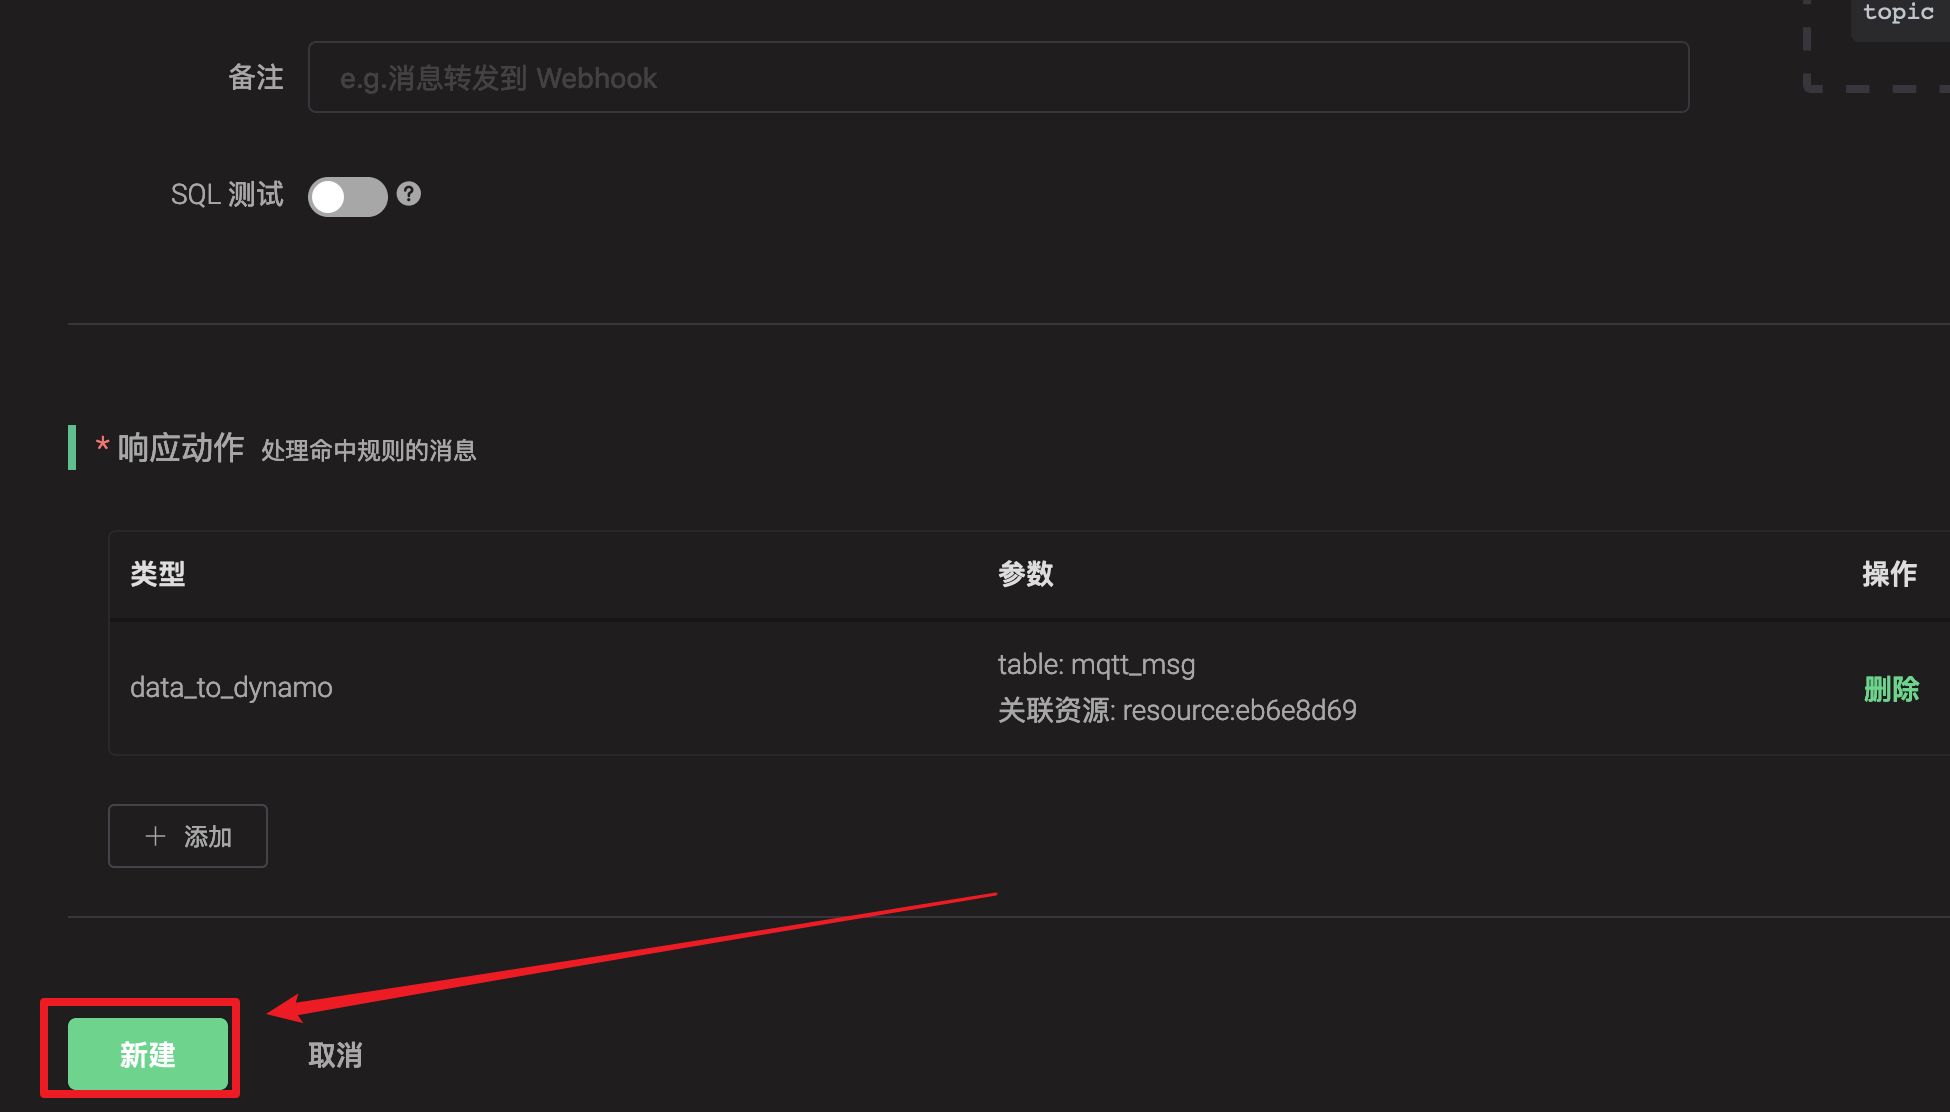 topic
备注
e.g.消息转发到 Webhook
SQL 测试 ?
* 响应动作 处理命中规则的消息
类型 参数 操作
data_to_dynamo
table: mqtt_msg
关联资源: resource:eb6e8d69
删除
+ 添加
新建 取消